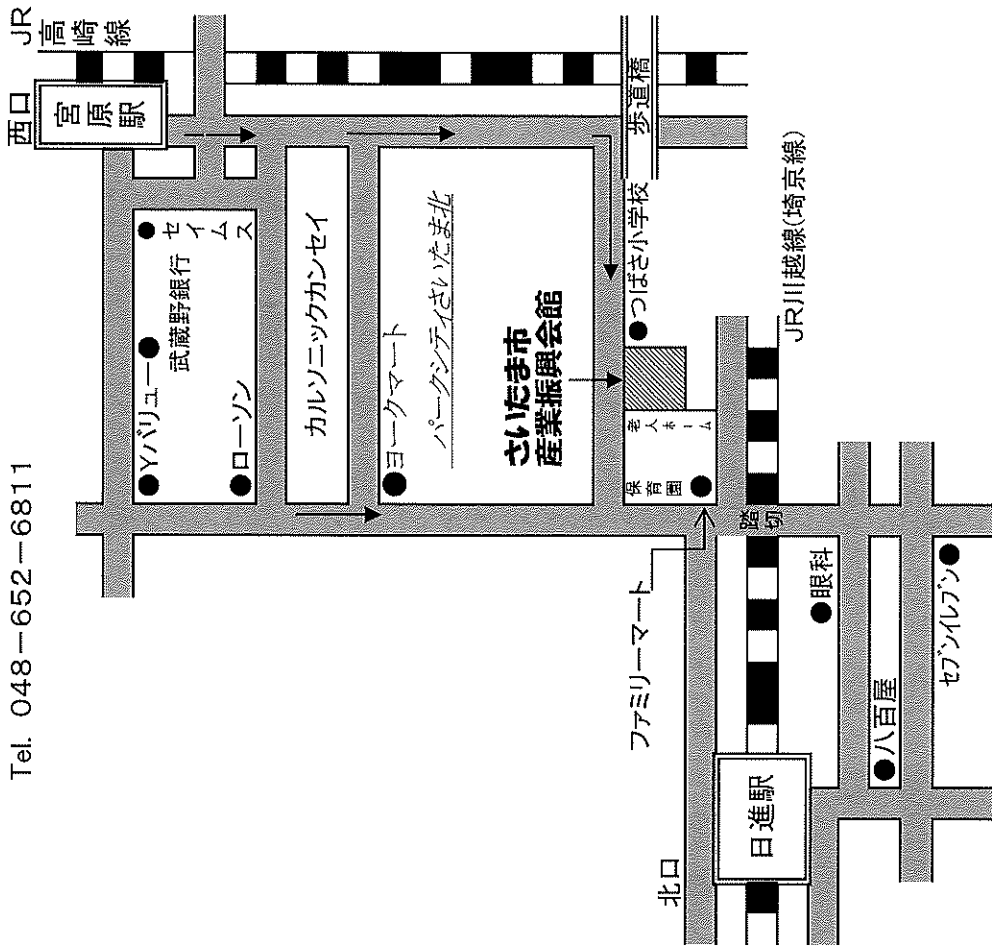 Tel. 048-652-6811
JR
高崎線
西口
宮原駅
セイムス
武蔵野銀行
Yバリュー
ローソン
カルソニックカンセイ
ヨークマート
パークシティさいたま北
さいたま市
産業振興会館
歩道橋
つばさ小学校
老人ホーム
保育園
JR川越線(埼京線)
踏切
ファミリーマート
眼科
八百屋
セブンイレブン
北口
日進駅